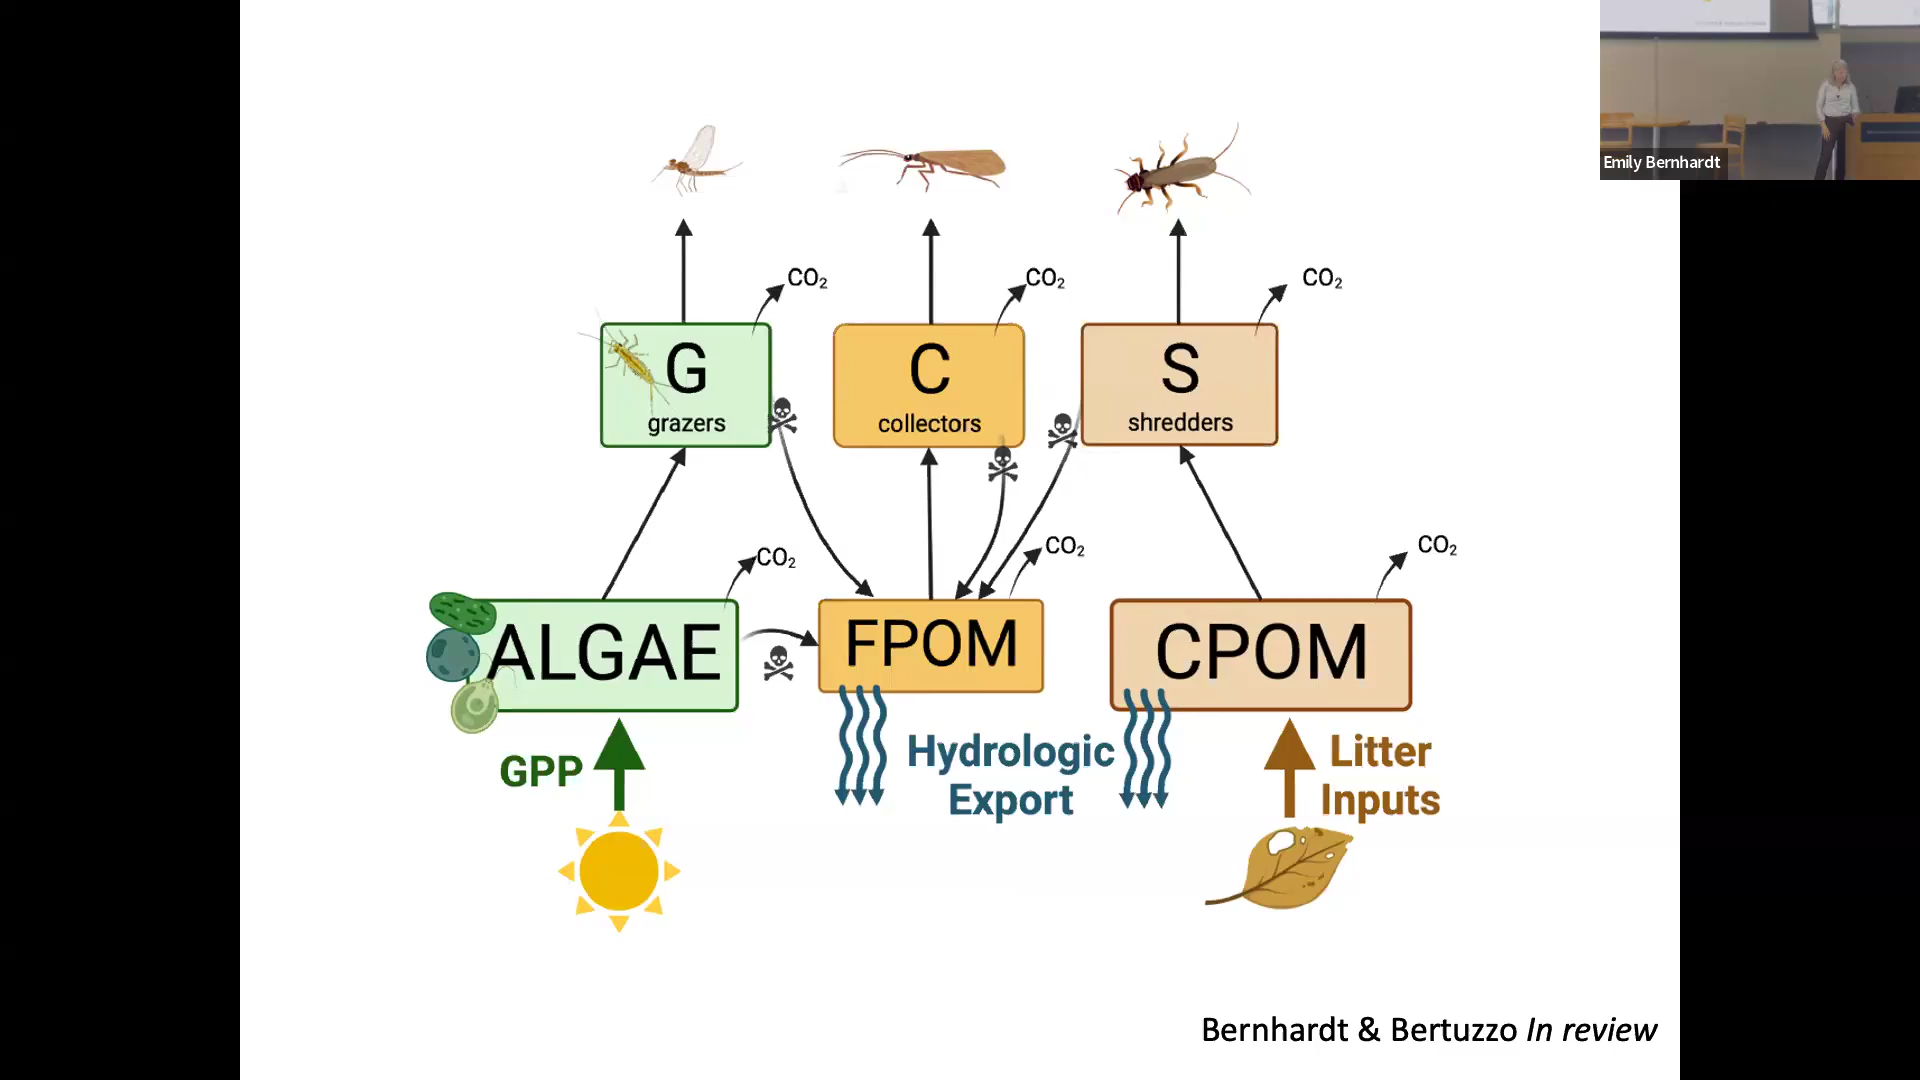 Emily Bernhardt
CO₂
CO₂
CO₂
G
grazers
C
collectors
S
shredders
CO₂
CO₂
CO₂
ALGAE
FPOM
CPOM
GPP
Hydrologic
Export
Litter
Inputs
Bernhardt & Bertuzzo In review